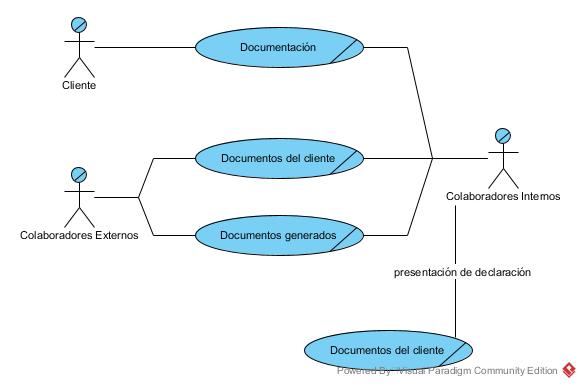 Documentación
Cliente
Documentos del cliente
Colaboradores Internos
Colaboradores Externos
Documentos generados
presentación de declaración
Documentos del cliente
Powered By: Visual Paradigm Community Edition